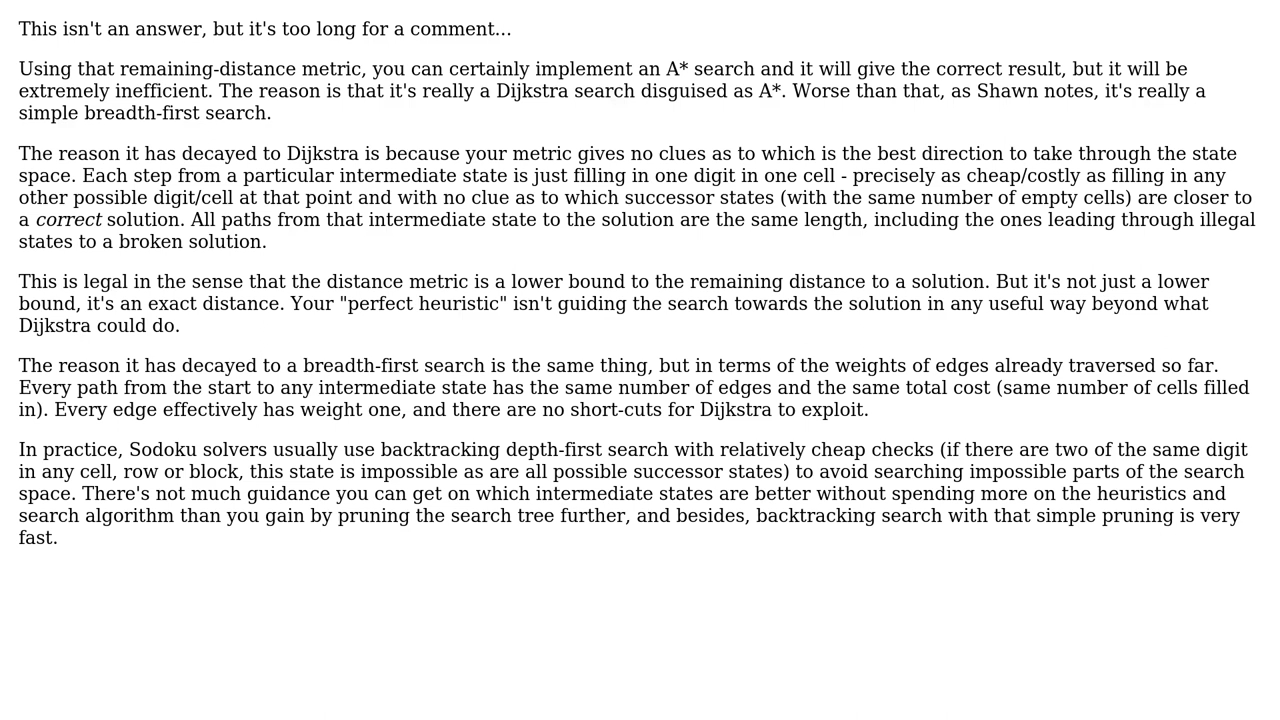 This isn't an answer, but it's too long for a comment...
Using that remaining-distance metric, you can certainly implement an A* search and it will give the correct result, but it will be
extremely inefficient. The reason is that it's really a Dijkstra search disguised as A*. Worse than that, as Shawn notes, it's really a
simple breadth-first search.
The reason it has decayed to Dijkstra is because your metric gives no clues as to which is the best direction to take through the state
space. Each step from a particular intermediate state is just filling in one digit in one cell - precisely as cheap/costly as filling in any
other possible digit/cell at that point and with no clue as to which successor states (with the same number of empty cells) are closer to
a correct solution. All paths from that intermediate state to the solution are the same length, including the ones leading through illegal
states to a broken solution.
This is legal in the sense that the distance metric is a lower bound to the remaining distance to a solution. But it's not just a lower
bound, it's an exact distance. Your "perfect heuristic" isn't guiding the search towards the solution in any useful way beyond what
Dijkstra could do.
The reason it has decayed to a breadth-first search is the same thing, but in terms of the weights of edges already traversed so far.
Every path from the start to any intermediate state has the same number of edges and the same total cost (same number of cells filled
in). Every edge effectively has weight one, and there are no short-cuts for Dijkstra to exploit.
In practice, Sodoku solvers usually use backtracking depth-first search with relatively cheap checks (if there are two of the same digit
in any cell, row or block, this state is impossible as are all possible successor states) to avoid searching impossible parts of the search
space. There's not much guidance you can get on which intermediate states are better without spending more on the heuristics and
search algorithm than you gain by pruning the search tree further, and besides, backtracking search with that simple pruning is very
fast.